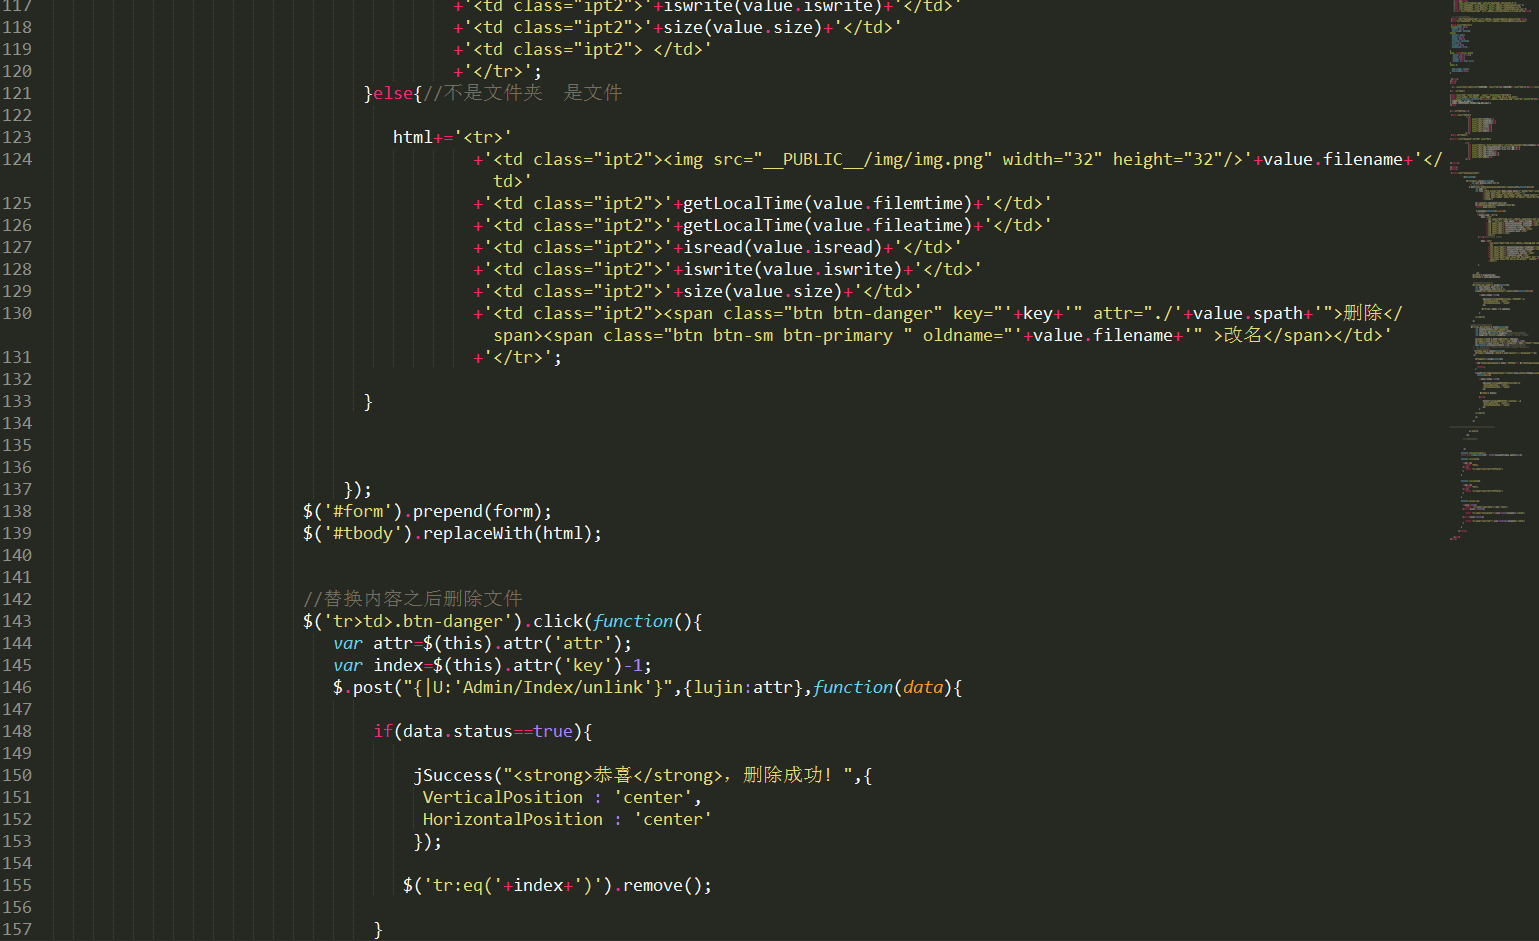 117 +'<td class="ipt2">'+iswrite(value.iswrite)+'</td>'
118 +'<td class="ipt2">'+size(value.size)+'</td>'
119 +'<td class="ipt2"> </td>'
120 +'</tr>';
121 }else{//不是文件夹  是文件
122
123 html+='<tr>'
124 +'<td class="ipt2"><img src="__PUBLIC__/img/img.png" width="32" height="32"/>'+value.filename+'</
td>'
125 +'<td class="ipt2">'+getLocalTime(value.filemtime)+'</td>'
126 +'<td class="ipt2">'+getLocalTime(value.fileatime)+'</td>'
127 +'<td class="ipt2">'+isread(value.isread)+'</td>'
128 +'<td class="ipt2">'+iswrite(value.iswrite)+'</td>'
129 +'<td class="ipt2">'+size(value.size)+'</td>'
130 +'<td class="ipt2"><span class="btn btn-danger" key="'+key+'" attr="./'+value.spath+'">删除</
span><span class="btn btn-sm btn-primary " oldname="'+value.filename+'" >改名</span></td>'
131 +'</tr>';
132
133 }
134
135
136
137 });
138 $('#form').prepend(form);
139 $('#tbody').replaceWith(html);
140
141
142 //替换内容之后删除文件
143 $('tr>td>.btn-danger').click(function(){
144 var attr=$(this).attr('attr');
145 var index=$(this).attr('key')-1;
146 $.post("{|U:'Admin/Index/unlink'}",{lujin:attr},function(data){
147
148 if(data.status==true){
149
150 jSuccess("<strong>恭喜</strong>，删除成功! ",{
151 VerticalPosition : 'center',
152 HorizontalPosition : 'center'
153 });
154
155 $('tr:eq('+index+')').remove();
156
157 }